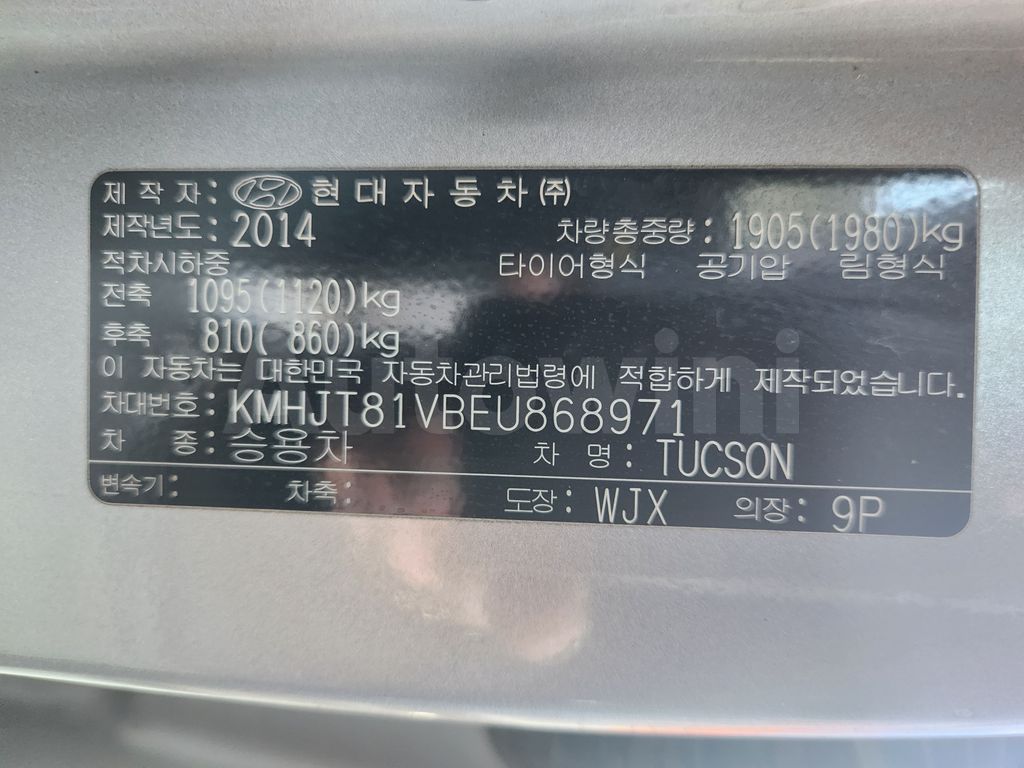 제 작 자: 현대자동차㈜
제작년도: 2014 차량총중량: 1905(1980)kg
적차시하중 타이어형식 공기압 림형식
전축 1095(1120)kg
후축 810( 860)kg
이 자동차는 대한민국 자동차관리법령에 적합하게 제작되었습니다.
차대번호: KMHJT81VBEU868971
차 종: 승용차 차 명: TUCSON
변속기: 차축: 도장: WJX 의장: 9P
Autowini